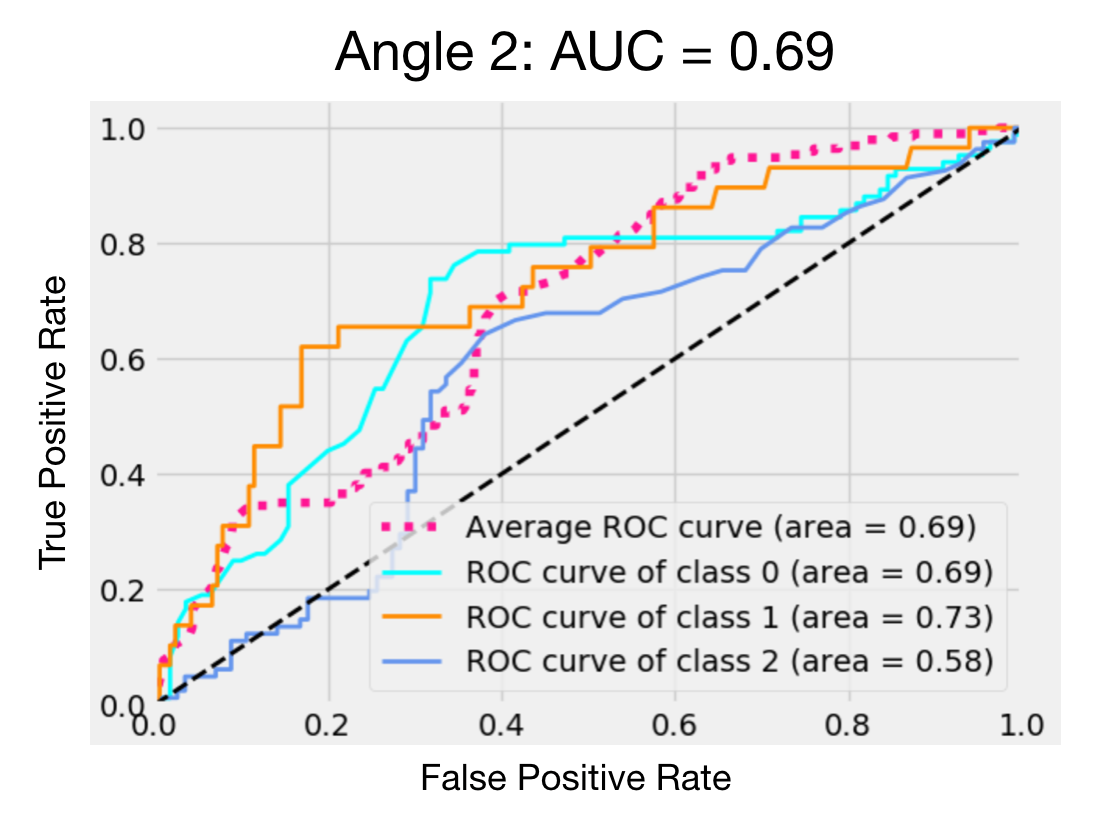 Angle 2: AUC = 0.69
True Positive Rate
1.0
0.8
0.6
0.4
0.2
0.0
Average ROC curve (area = 0.69)
ROC curve of class 0 (area = 0.69)
ROC curve of class 1 (area = 0.73)
ROC curve of class 2 (area = 0.58)
0.0 0.2 0.4 0.6 0.8 1.0
False Positive Rate